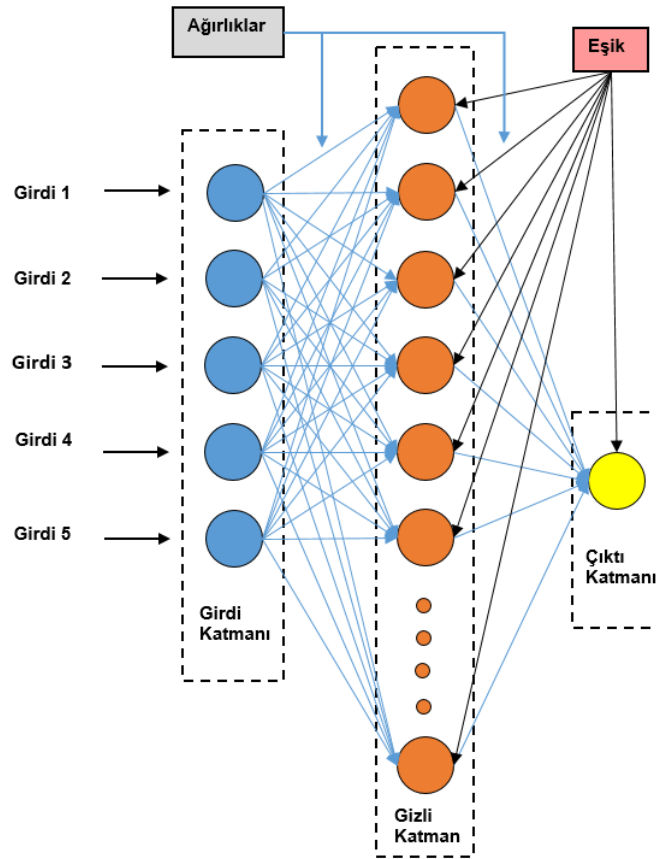 Ağırlıklar
Eşik
Girdi 1
Girdi 2
Girdi 3
Girdi 4
Girdi 5
Girdi
Katmanı
Çıktı
Katmanı
Gizli
Katman